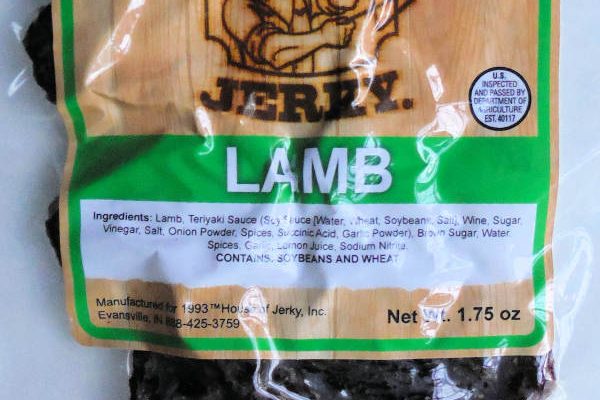 JERKY.
U.S.
INSPECTED
AND PASSED BY
DEPARTMENT OF
AGRICULTURE
EST. 40117
LAMB
Ingredients: Lamb, Teriyaki Sauce (Soy Sauce [Water, Wheat, Soybeans, Salt], Wine, Sugar,
Vinegar, Salt, Onion Powder, Spices, Succinic Acid, Garlic Powder), Brown Sugar, Water
Spices, Garlic, Lemon Juice, Sodium Nitrite.
CONTAINS: SOYBEANS AND WHEAT
Manufactured for 1993™House of Jerky, Inc.
Evansville, IN 888-425-3759
Net Wt. 1.75 oz